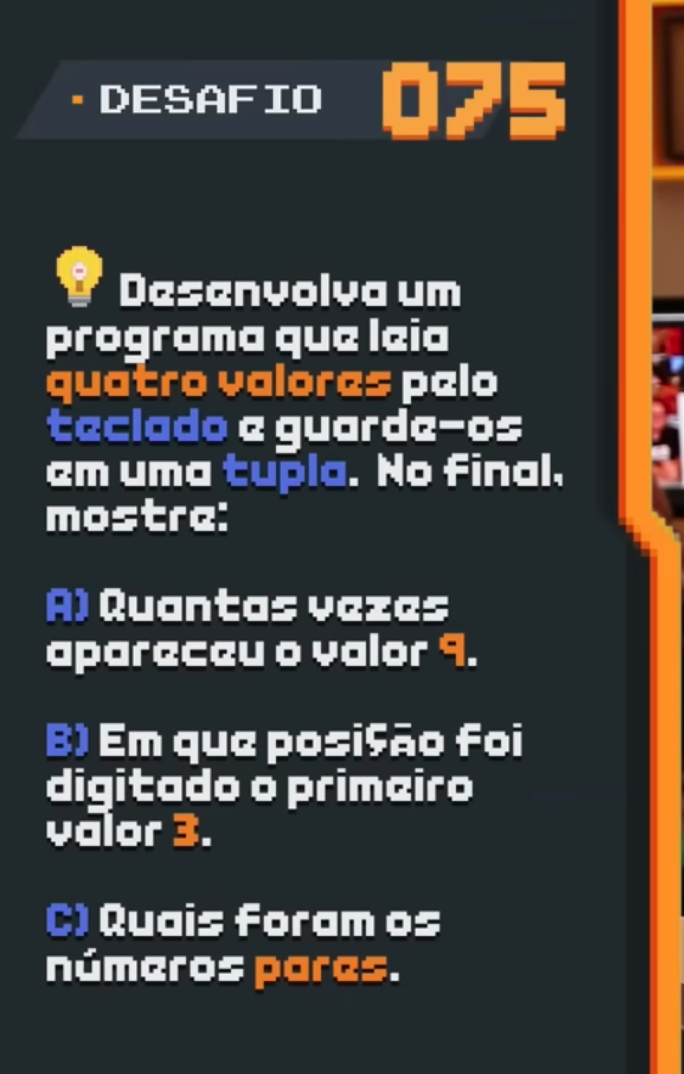 · DESAFIO 075
Desenvolva um
programa que leia
quatro valores pelo
teclado e guarde-os
em uma tupla. No final,
mostre:
A) Quantas vezes
apareceu o valor 9.
B) Em que posição foi
digitado o primeiro
valor 3.
C) Quais foram os
números pares.